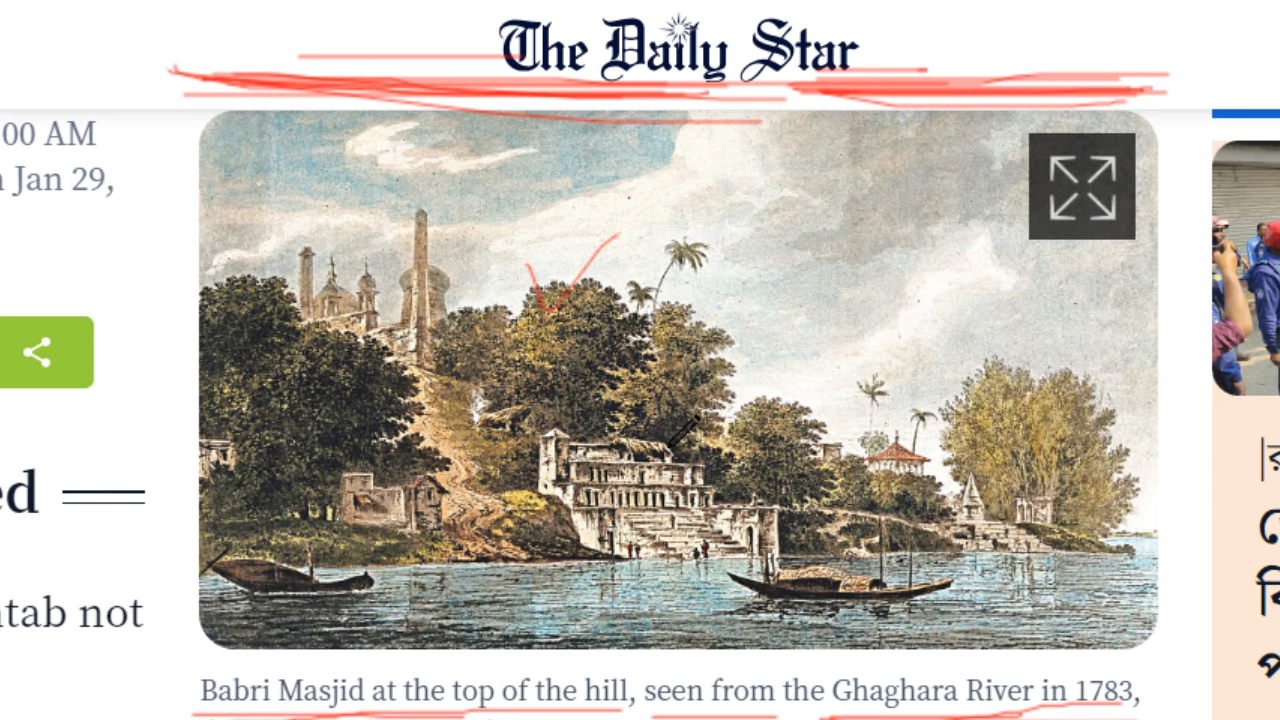 The Daily Star
00 AM
Jan 29,
ed
ntab not
Babri Masjid at the top of the hill, seen from the Ghaghara River in 1783,